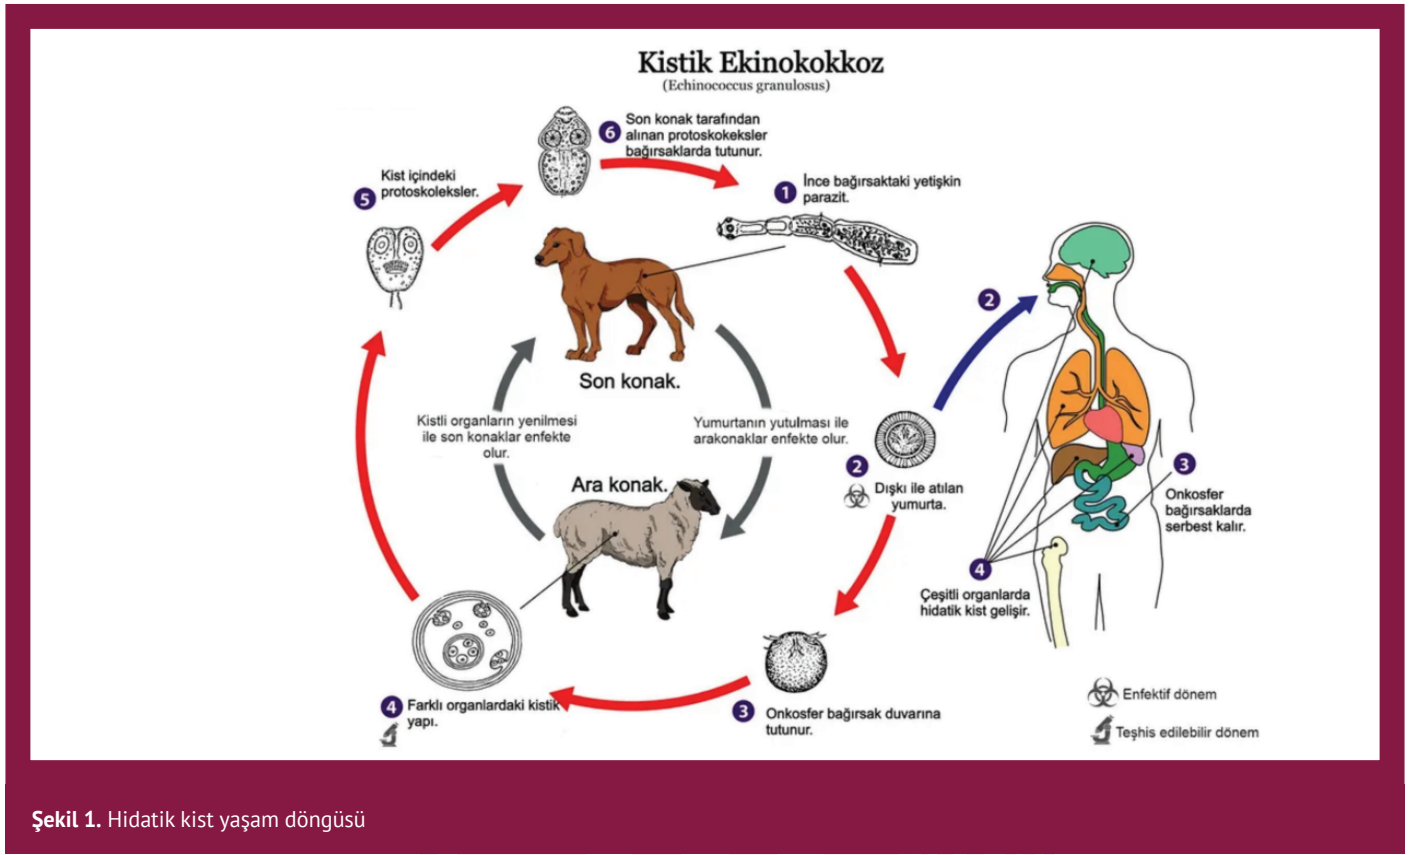 Kistik Ekinokokkoz
(Echinococcus granulosus)
6
Son konak tarafından
alınan protoskokeksler
bağırsaklarda tutunur.
5
Kist içindeki
protoskoleksler.
1
İnce bağırsaktaki yetişkin
parazit.
2
Son konak.
Kistli organların yenilmesi
ile son konaklar enfekte
olur.
Yumurtanın yutulması ile
arakonaklar enfekte olur.
2
Dışkı ile atılan
yumurta.
3
Onkosfer
bağırsaklarda
serbest kalır.
Ara konak.
4
Çeşitli organlarda
hidatik kist gelişir.
4
Farklı organlardaki kistik
yapı.
3
Onkosfer bağırsak duvarına
tutunur.
Enfektif dönem
Teşhis edilebilir dönem
Şekil 1. Hidatik kist yaşam döngüsü